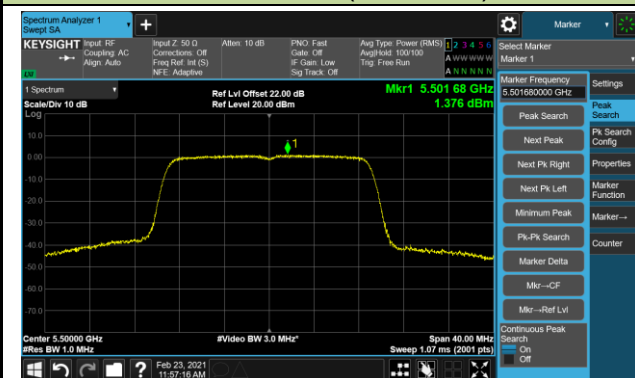 Spectrum Analyzer 1
Swept SA
Marker
KEYSIGHT
Input: RF
Coupling: AC
Align: Auto
Input Z: 50 Ω
Corrections: Off
Freq Ref: Int (S)
NFE: Adaptive
Atten: 10 dB
PNO: Fast
Gate: Off
IF Gain: Low
Sig Track: Off
Avg Type: Power (RMS)
Avg|Hold: 100/100
Trig: Free Run
1 2 3 4 5 6
A W W W W W
A N N N N N
Select Marker
Marker 1
1 Spectrum
Scale/Div 10 dB
Log
Ref Lvl Offset 22.00 dB
Ref Level 20.00 dBm
Mkr1 5.501 68 GHz
1.376 dBm
10.0
0.00
-10.0
-20.0
-30.0
-40.0
-50.0
-60.0
-70.0
1
Center 5.50000 GHz
#Res BW 1.0 MHz
#Video BW 3.0 MHz*
Span 40.00 MHz
Sweep 1.07 ms (2001 pts)
Marker Frequency
5.501680000 GHz
Peak Search
Next Peak
Next Pk Right
Next Pk Left
Minimum Peak
Pk-Pk Search
Marker Delta
Mkr→CF
Mkr→Ref Lvl
Continuous Peak
Search
On
Off
Settings
Peak
Search
Pk Search
Config
Properties
Marker
Function
Marker→
Counter
Feb 23, 2021
11:57:16 AM